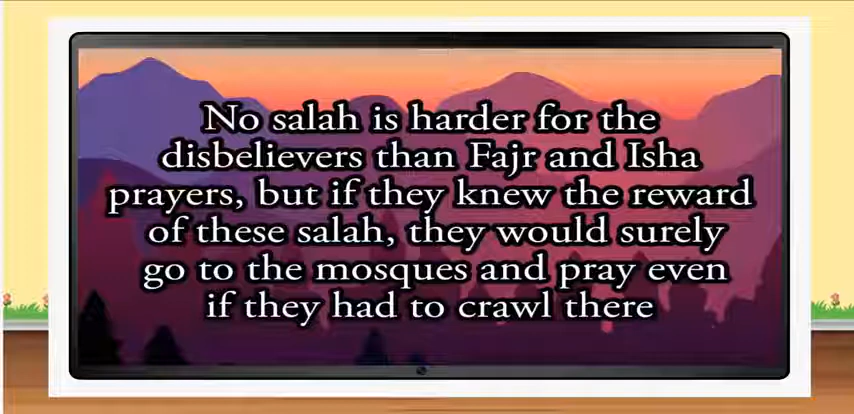 No salah is harder for the
disbelievers than Fajr and Isha
prayers, but if they knew the reward
of these salah, they would surely
go to the mosques and pray even
if they had to crawl there